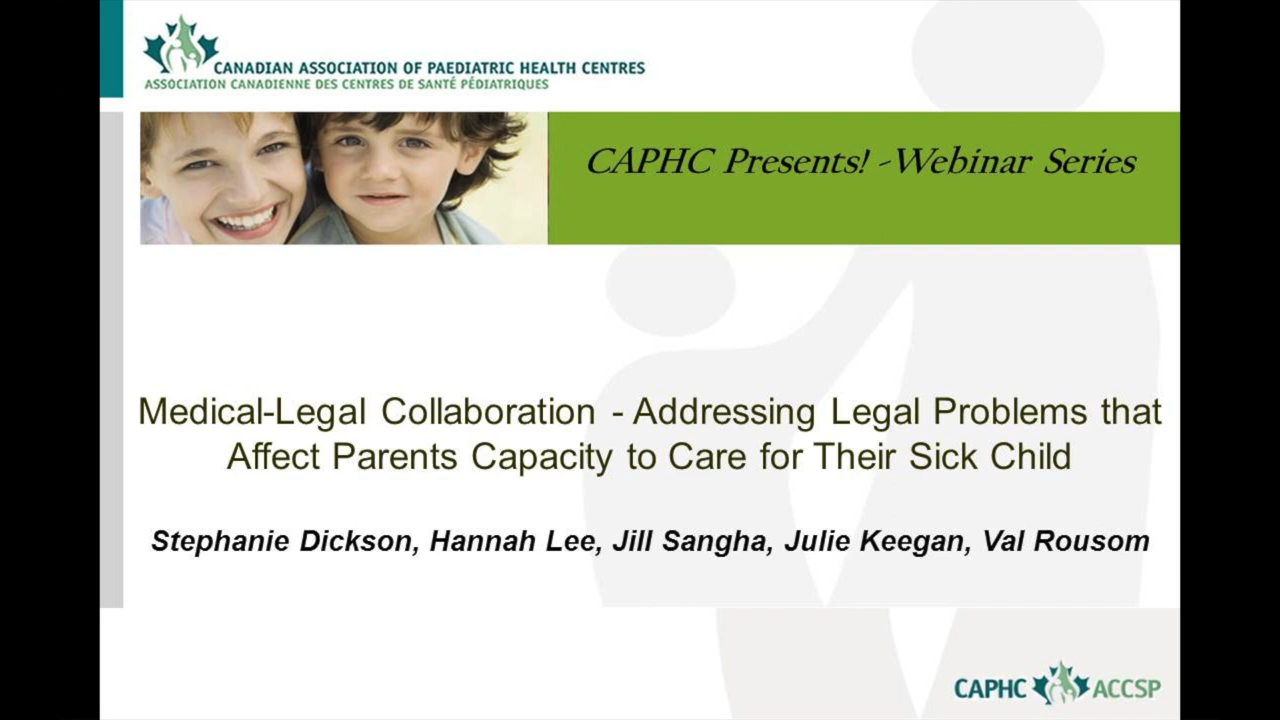 CANADIAN ASSOCIATION OF PAEDIATRIC HEALTH CENTRES
ASSOCIATION CANADIENNE DES CENTRES DE SANTÉ PÉDIATRIQUES
CAPHC Presents! -Webinar Series
Medical-Legal Collaboration - Addressing Legal Problems that
Affect Parents Capacity to Care for Their Sick Child
Stephanie Dickson, Hannah Lee, Jill Sangha, Julie Keegan, Val Rousom
CAPHC ACCSP